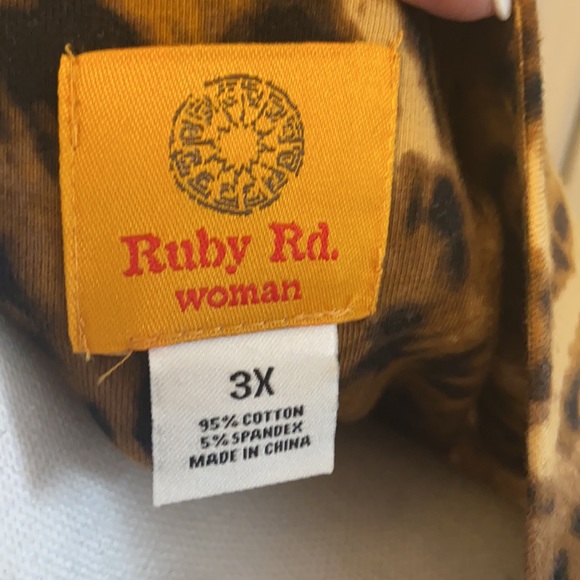 Ruby Rd.
woman
3X
95% COTTON
5% SPANDEX
MADE IN CHINA